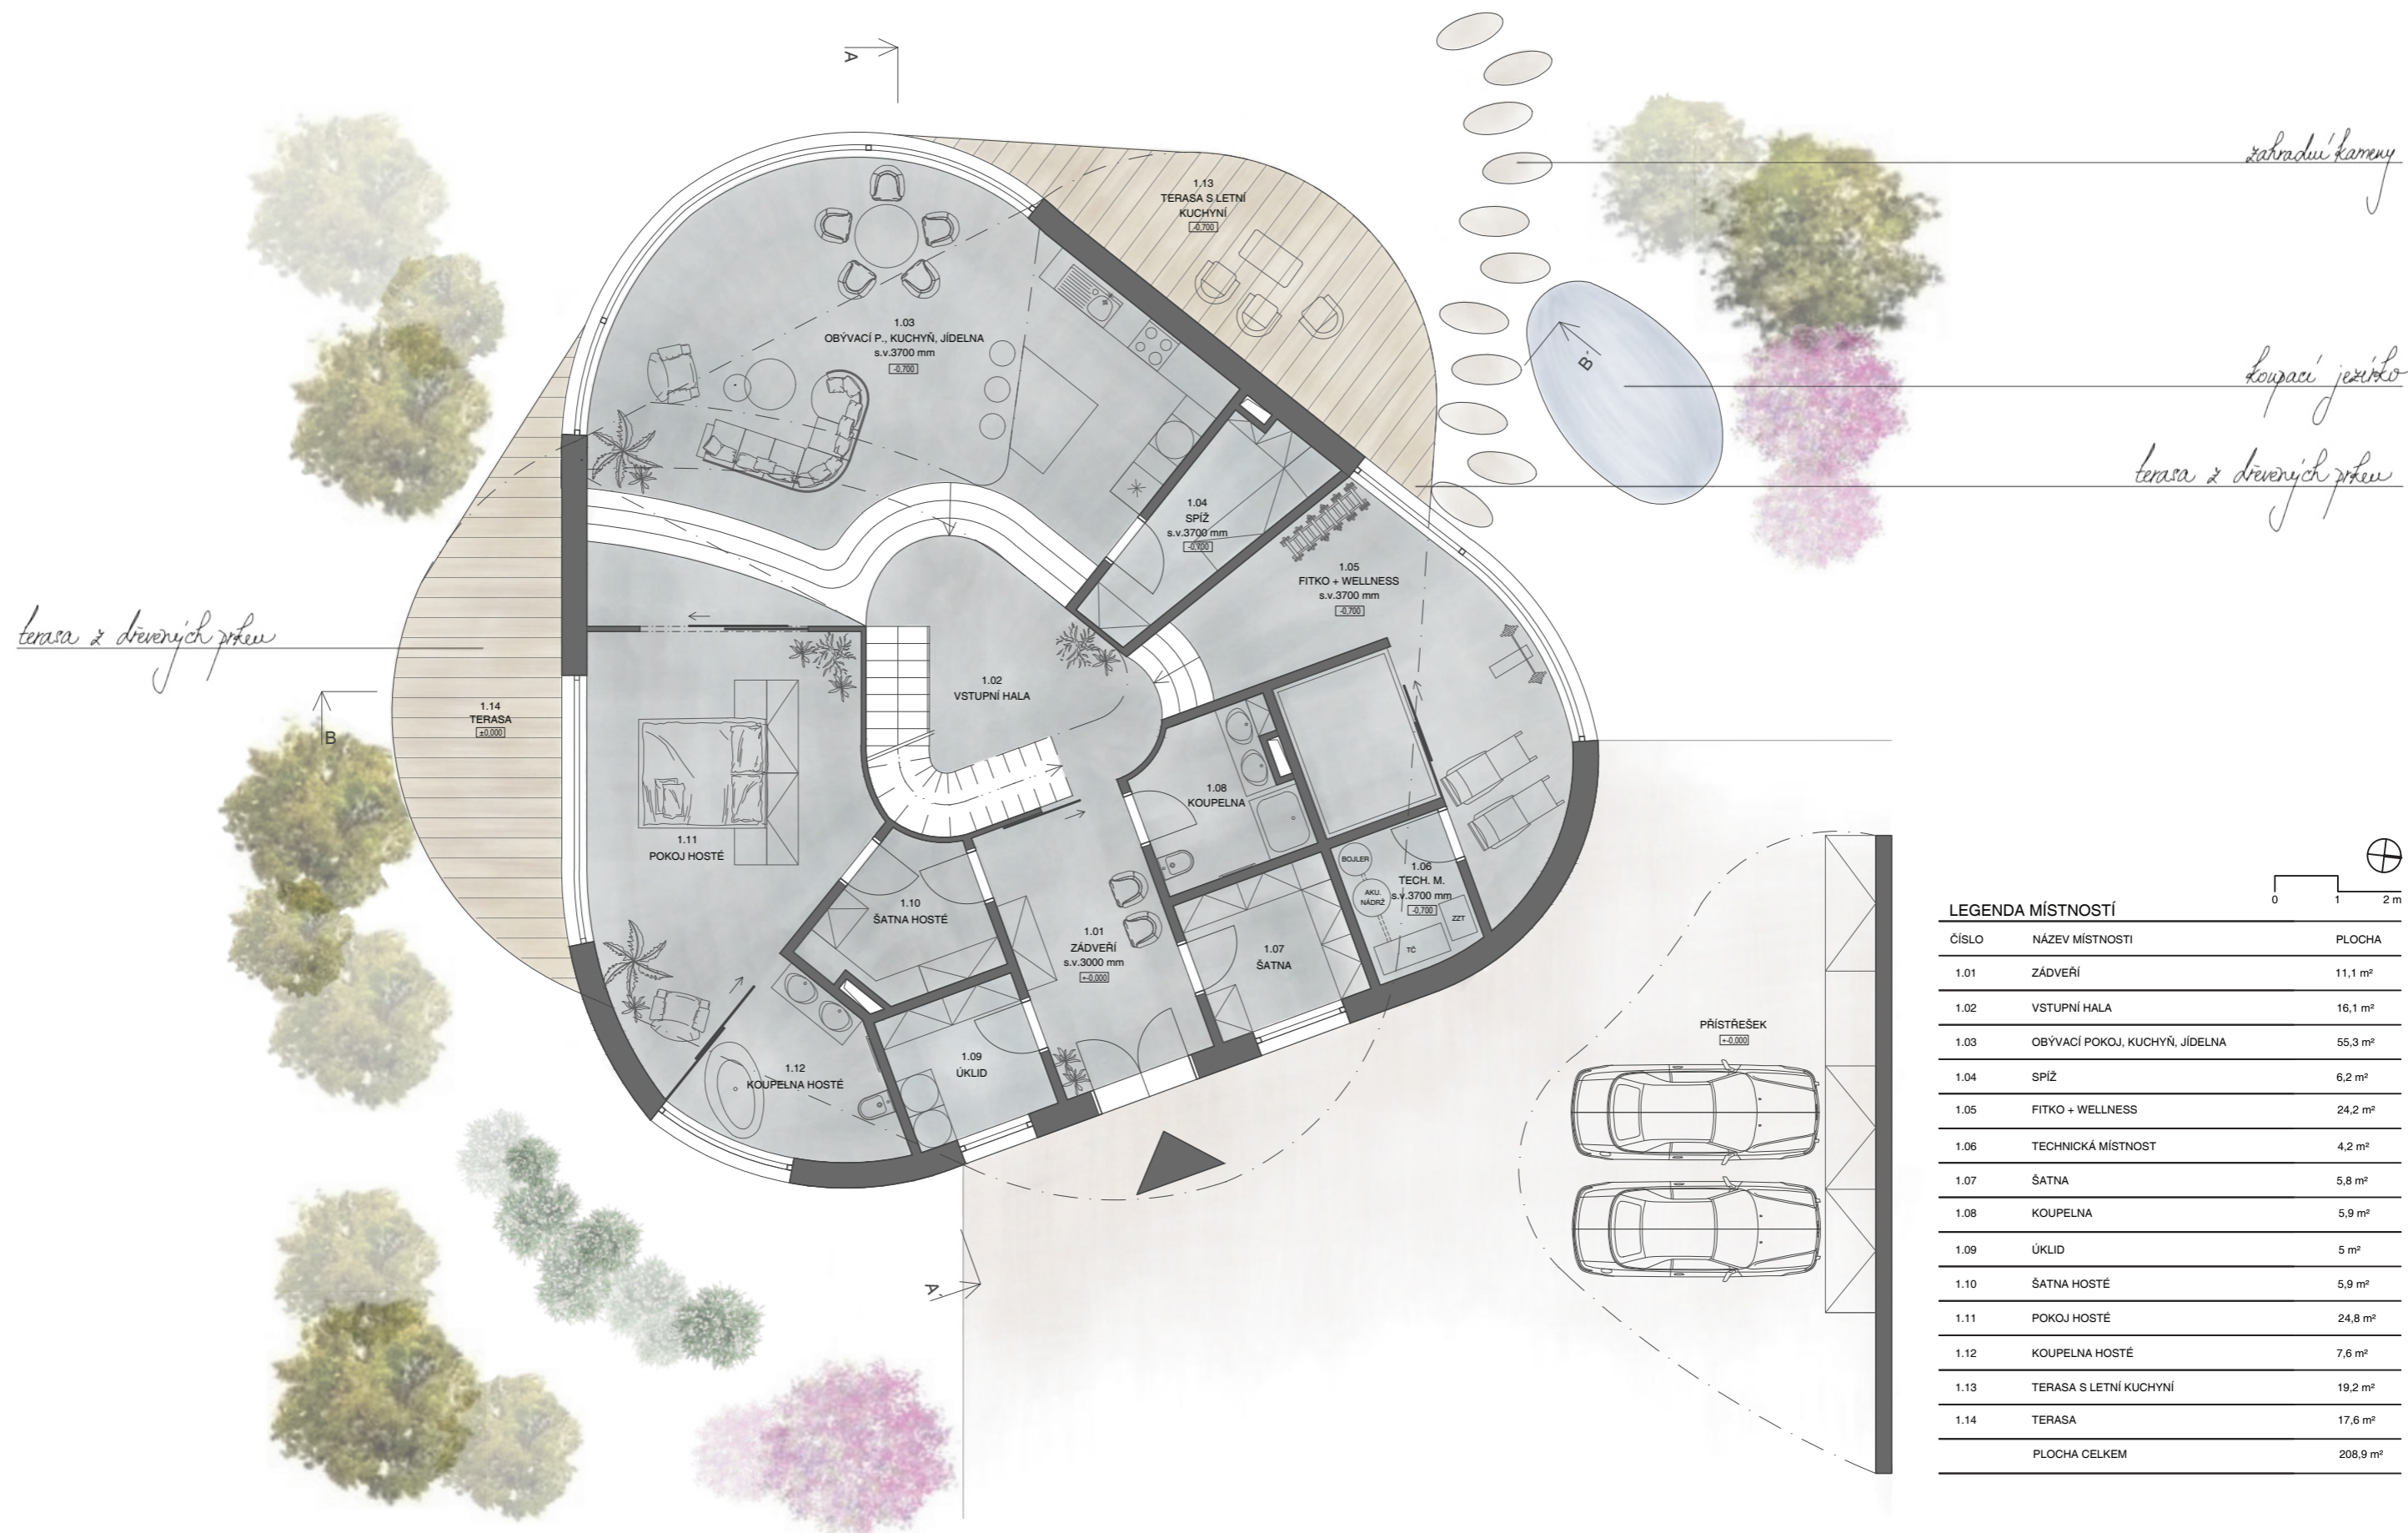 A
zahradní kameny
1.13
TERASA S LETNÍ
KUCHYNÍ
-0,700
1.03
OBÝVACÍ P., KUCHYŇ, JÍDELNA
s.v.3700 mm
-0,700
B'
koupací jezírko
terasa z dřevěných prken
1.04
SPÍŽ
s.v.3700 mm
-0,700
1.05
FITKO + WELLNESS
s.v.3700 mm
-0,700
terasa z dřevěných prken
1.02
VSTUPNÍ HALA
1.14
TERASA
±0,000
B
1.08
KOUPELNA
1.11
POKOJ HOSTÉ
BOJLER
1.06
TECH. M.
s.v.3700 mm
-0,700
AKU.
NÁDRŽ
ZZT
TČ
1.10
ŠATNA HOSTÉ
1.01
ZÁDVEŘÍ
s.v.3000 mm
+-0,000
1.07
ŠATNA
PŘÍSTŘEŠEK
+-0,000
1.09
ÚKLID
1.12
KOUPELNA HOSTÉ
A'
0 1 2 m
LEGENDA MÍSTNOSTÍ
ČÍSLO NÁZEV MÍSTNOSTI PLOCHA
1.01 ZÁDVEŘÍ 11,1 m²
1.02 VSTUPNÍ HALA 16,1 m²
1.03 OBÝVACÍ POKOJ, KUCHYŇ, JÍDELNA 55,3 m²
1.04 SPÍŽ 6,2 m²
1.05 FITKO + WELLNESS 24,2 m²
1.06 TECHNICKÁ MÍSTNOST 4,2 m²
1.07 ŠATNA 5,8 m²
1.08 KOUPELNA 5,9 m²
1.09 ÚKLID 5 m²
1.10 ŠATNA HOSTÉ 5,9 m²
1.11 POKOJ HOSTÉ 24,8 m²
1.12 KOUPELNA HOSTÉ 7,6 m²
1.13 TERASA S LETNÍ KUCHYNÍ 19,2 m²
1.14 TERASA 17,6 m²
PLOCHA CELKEM 208,9 m²